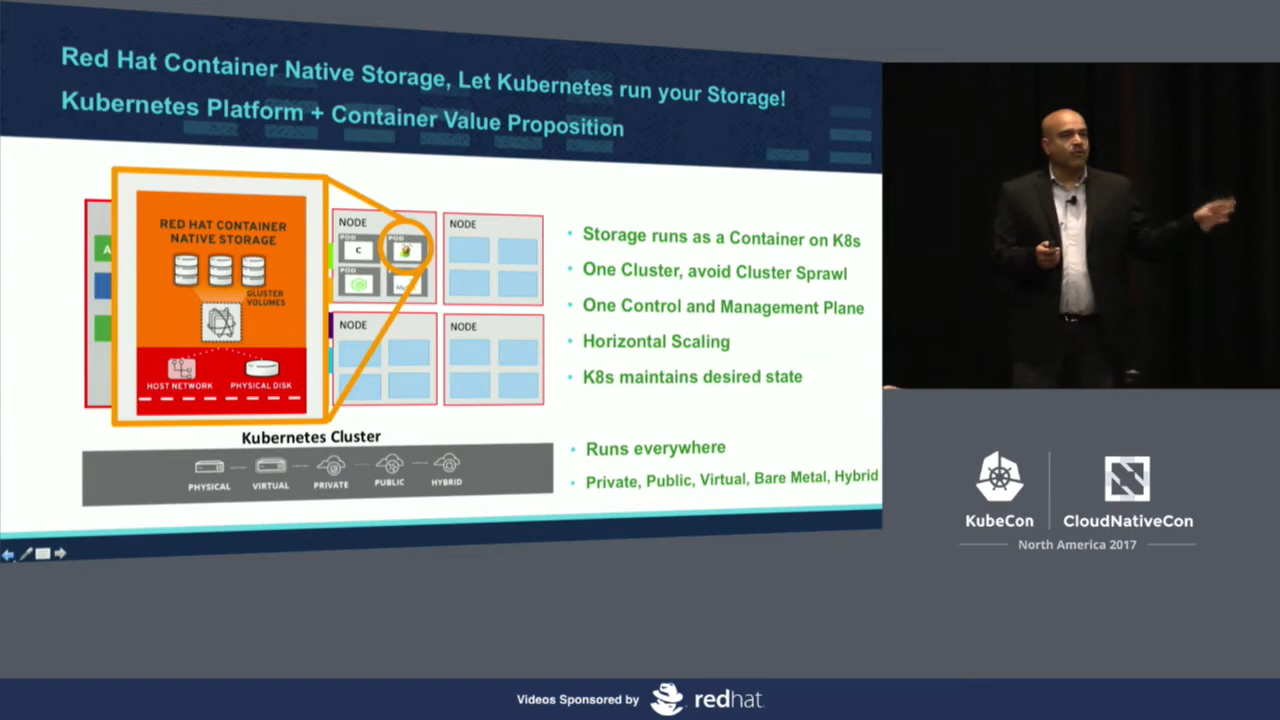 Red Hat Container Native Storage, Let Kubernetes run your Storage!
Kubernetes Platform + Container Value Proposition
A
RED HAT CONTAINER
NATIVE STORAGE
GLUSTER
VOLUMES
HOST NETWORK
PHYSICAL DISK
NODE
POD
C
POD
POD
NODE
NODE
NODE
Kubernetes Cluster
PHYSICAL
VIRTUAL
PRIVATE
PUBLIC
HYBRID
• Storage runs as a Container on K8s
• One Cluster, avoid Cluster Sprawl
• One Control and Management Plane
• Horizontal Scaling
• K8s maintains desired state
• Runs everywhere
• Private, Public, Virtual, Bare Metal, Hybrid
KubeCon
CloudNativeCon
North America 2017
Videos Sponsored by
redhat.